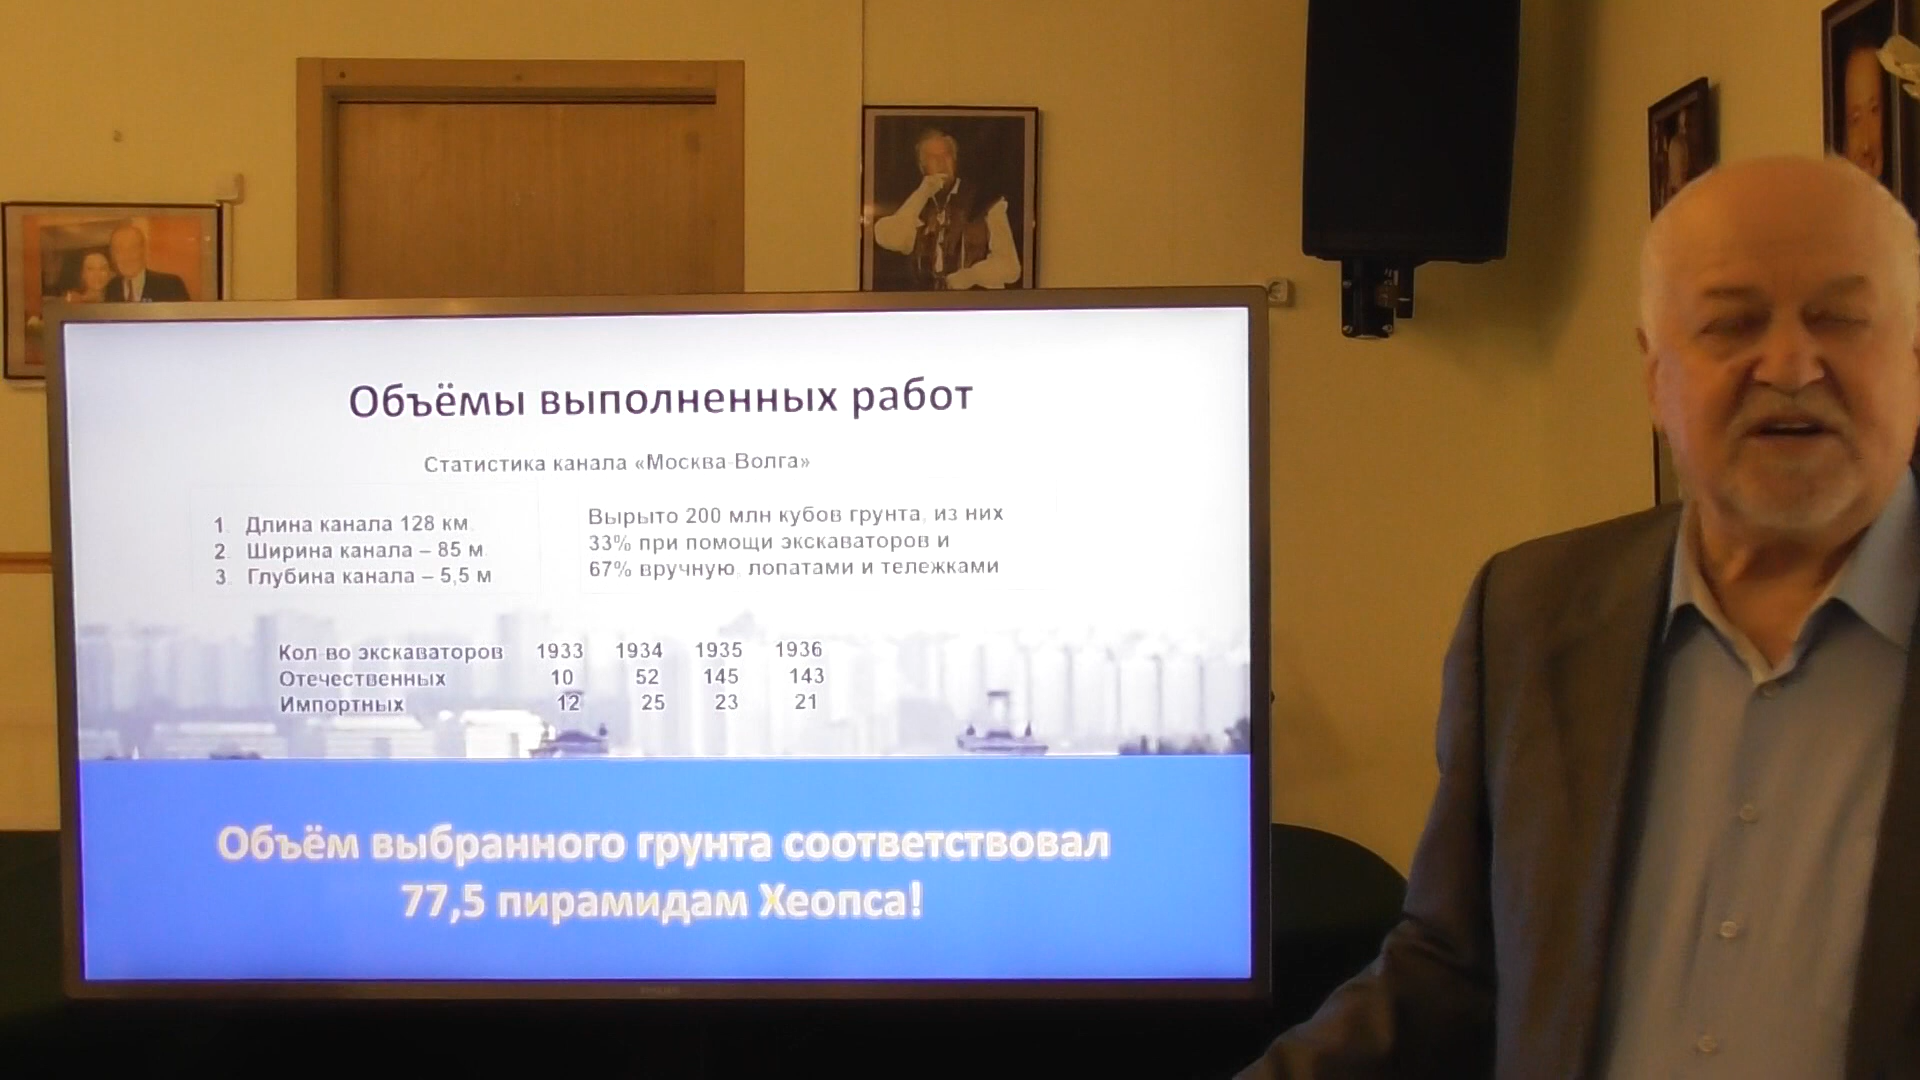 Объёмы выполненных работ
Статистика канала «Москва-Волга»
1. Длина канала 128 км.
2. Ширина канала – 85 м.
3. Глубина канала – 5,5 м
Вырыто 200 млн кубов грунта, из них
33% при помощи экскаваторов и
67% вручную, лопатами и тележками
Кол-во экскаваторов 1933 1934 1935 1936
Отечественных 10 52 145 143
Импортных 12 25 23 21
Объём выбранного грунта соответствовал
77,5 пирамидам Хеопса!
PHILIPS